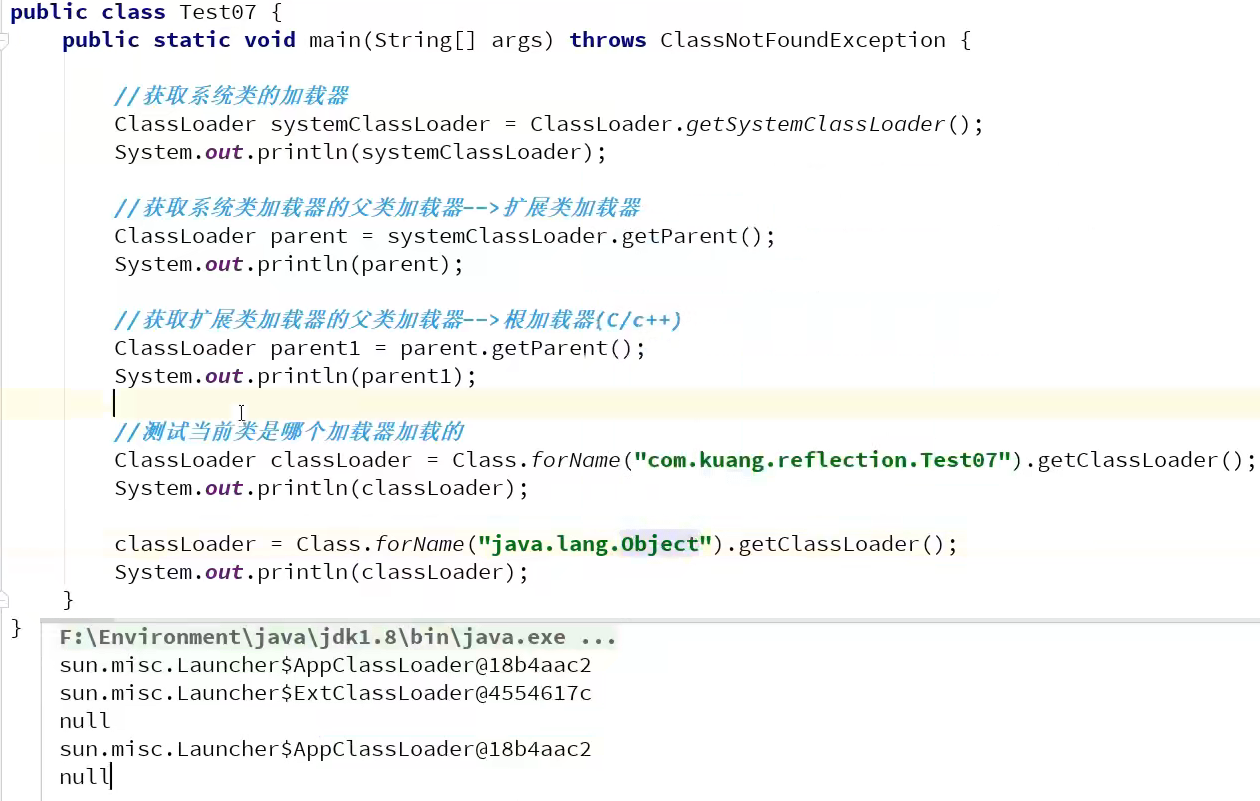 public class Test07 {
public static void main(String[] args) throws ClassNotFoundException {
//获取系统类的加载器
ClassLoader systemClassLoader = ClassLoader.getSystemClassLoader();
System.out.println(systemClassLoader);
//获取系统类加载器的父类加载器-->扩展类加载器
ClassLoader parent = systemClassLoader.getParent();
System.out.println(parent);
//获取扩展类加载器的父类加载器-->根加载器(C/c++)
ClassLoader parent1 = parent.getParent();
System.out.println(parent1);
//测试当前类是哪个加载器加载的
ClassLoader classLoader = Class.forName("com.kuang.reflection.Test07").getClassLoader();
System.out.println(classLoader);
classLoader = Class.forName("java.lang.Object").getClassLoader();
System.out.println(classLoader);
}
}
F:\Environment\java\jdk1.8\bin\java.exe ...
sun.misc.Launcher$AppClassLoader@18b4aac2
sun.misc.Launcher$ExtClassLoader@4554617c
null
sun.misc.Launcher$AppClassLoader@18b4aac2
null